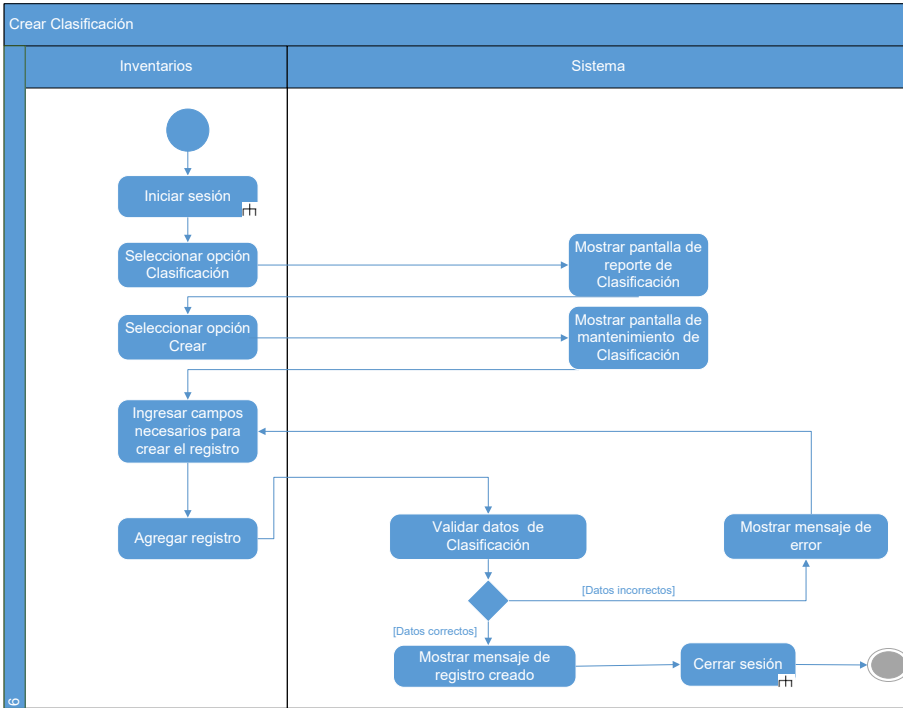 Crear Clasificación
Inventarios
Sistema
Iniciar sesión
Seleccionar opción
Clasificación
Mostrar pantalla de
reporte de
Clasificación
Seleccionar opción
Crear
Mostrar pantalla de
mantenimiento de
Clasificación
Ingresar campos
necesarios para
crear el registro
Agregar registro
Validar datos de
Clasificación
Mostrar mensaje de
error
[Datos incorrectos]
[Datos correctos]
Mostrar mensaje de
registro creado
Cerrar sesión